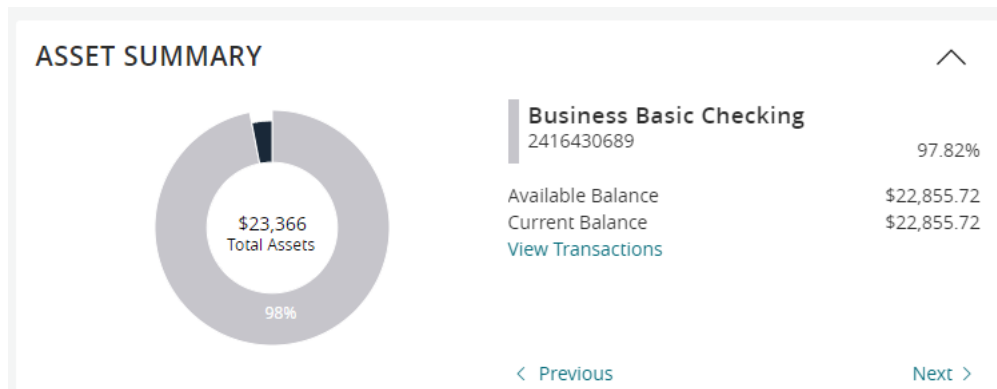 ASSET SUMMARY
$23,366
Total Assets
98%
Business Basic Checking
2416430689
97.82%
Available Balance $22,855.72
Current Balance $22,855.72
View Transactions
< Previous Next >